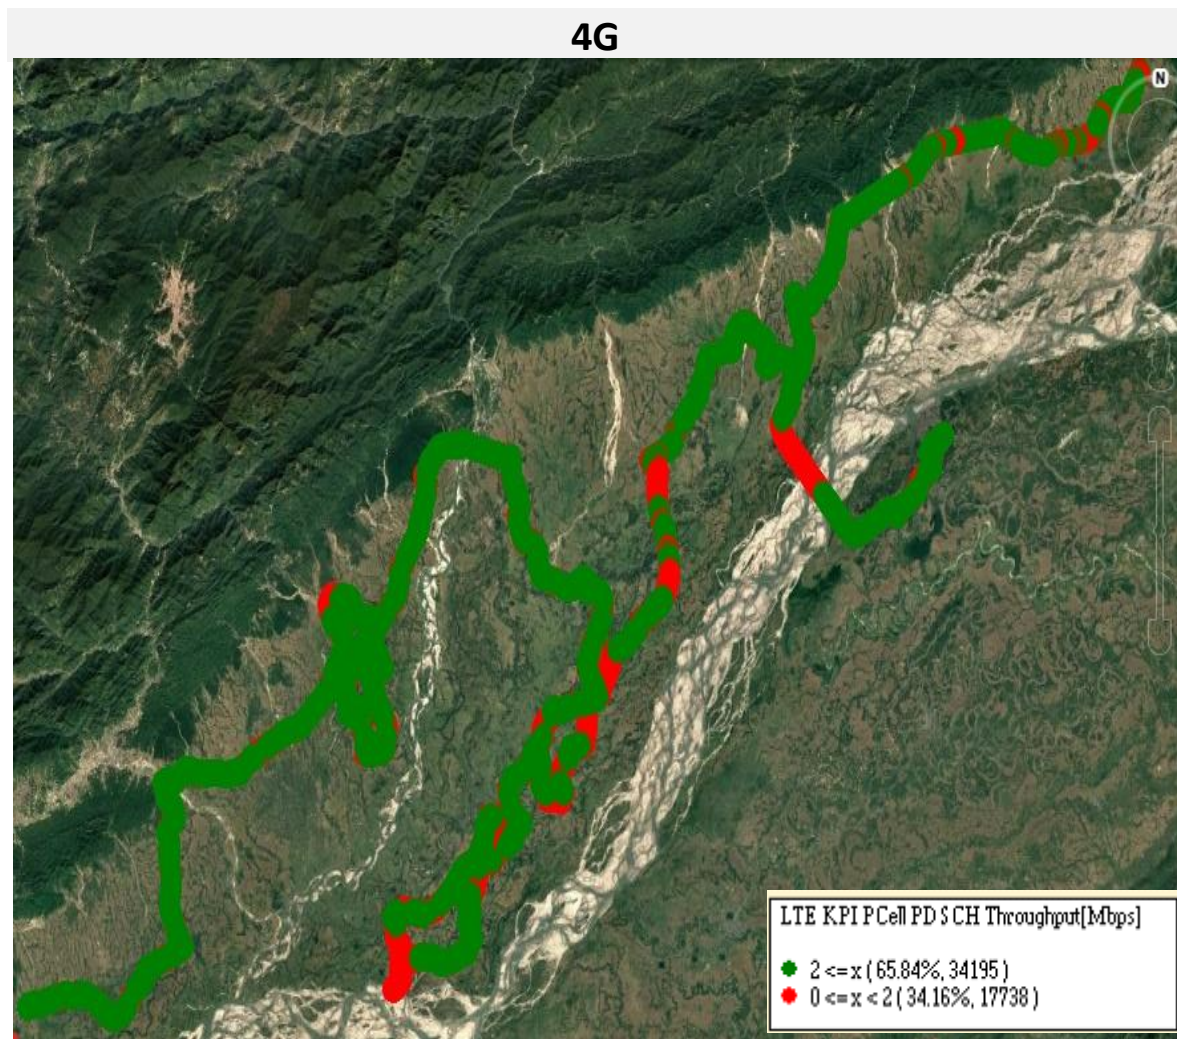 4G
N
LTE KPI PCell PDSCH Throughput[Mbps]
2 <= x ( 65.84%, 34195 )
0 <= x < 2 ( 34.16%, 17738 )